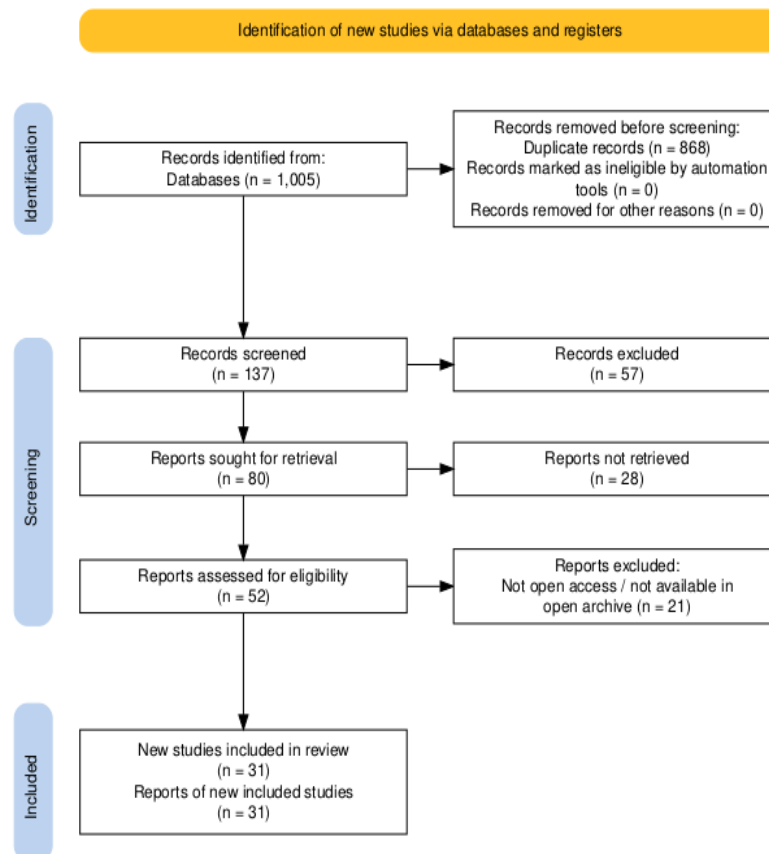 Identification of new studies via databases and registers
Identification
Records identified from:
Databases (n = 1,005)
Records removed before screening:
Duplicate records (n = 868)
Records marked as ineligible by automation
tools (n = 0)
Records removed for other reasons (n = 0)
Screening
Records screened
(n = 137)
Records excluded
(n = 57)
Reports sought for retrieval
(n = 80)
Reports not retrieved
(n = 28)
Reports assessed for eligibility
(n = 52)
Reports excluded:
Not open access / not available in
open archive (n = 21)
Included
New studies included in review
(n = 31)
Reports of new included studies
(n = 31)